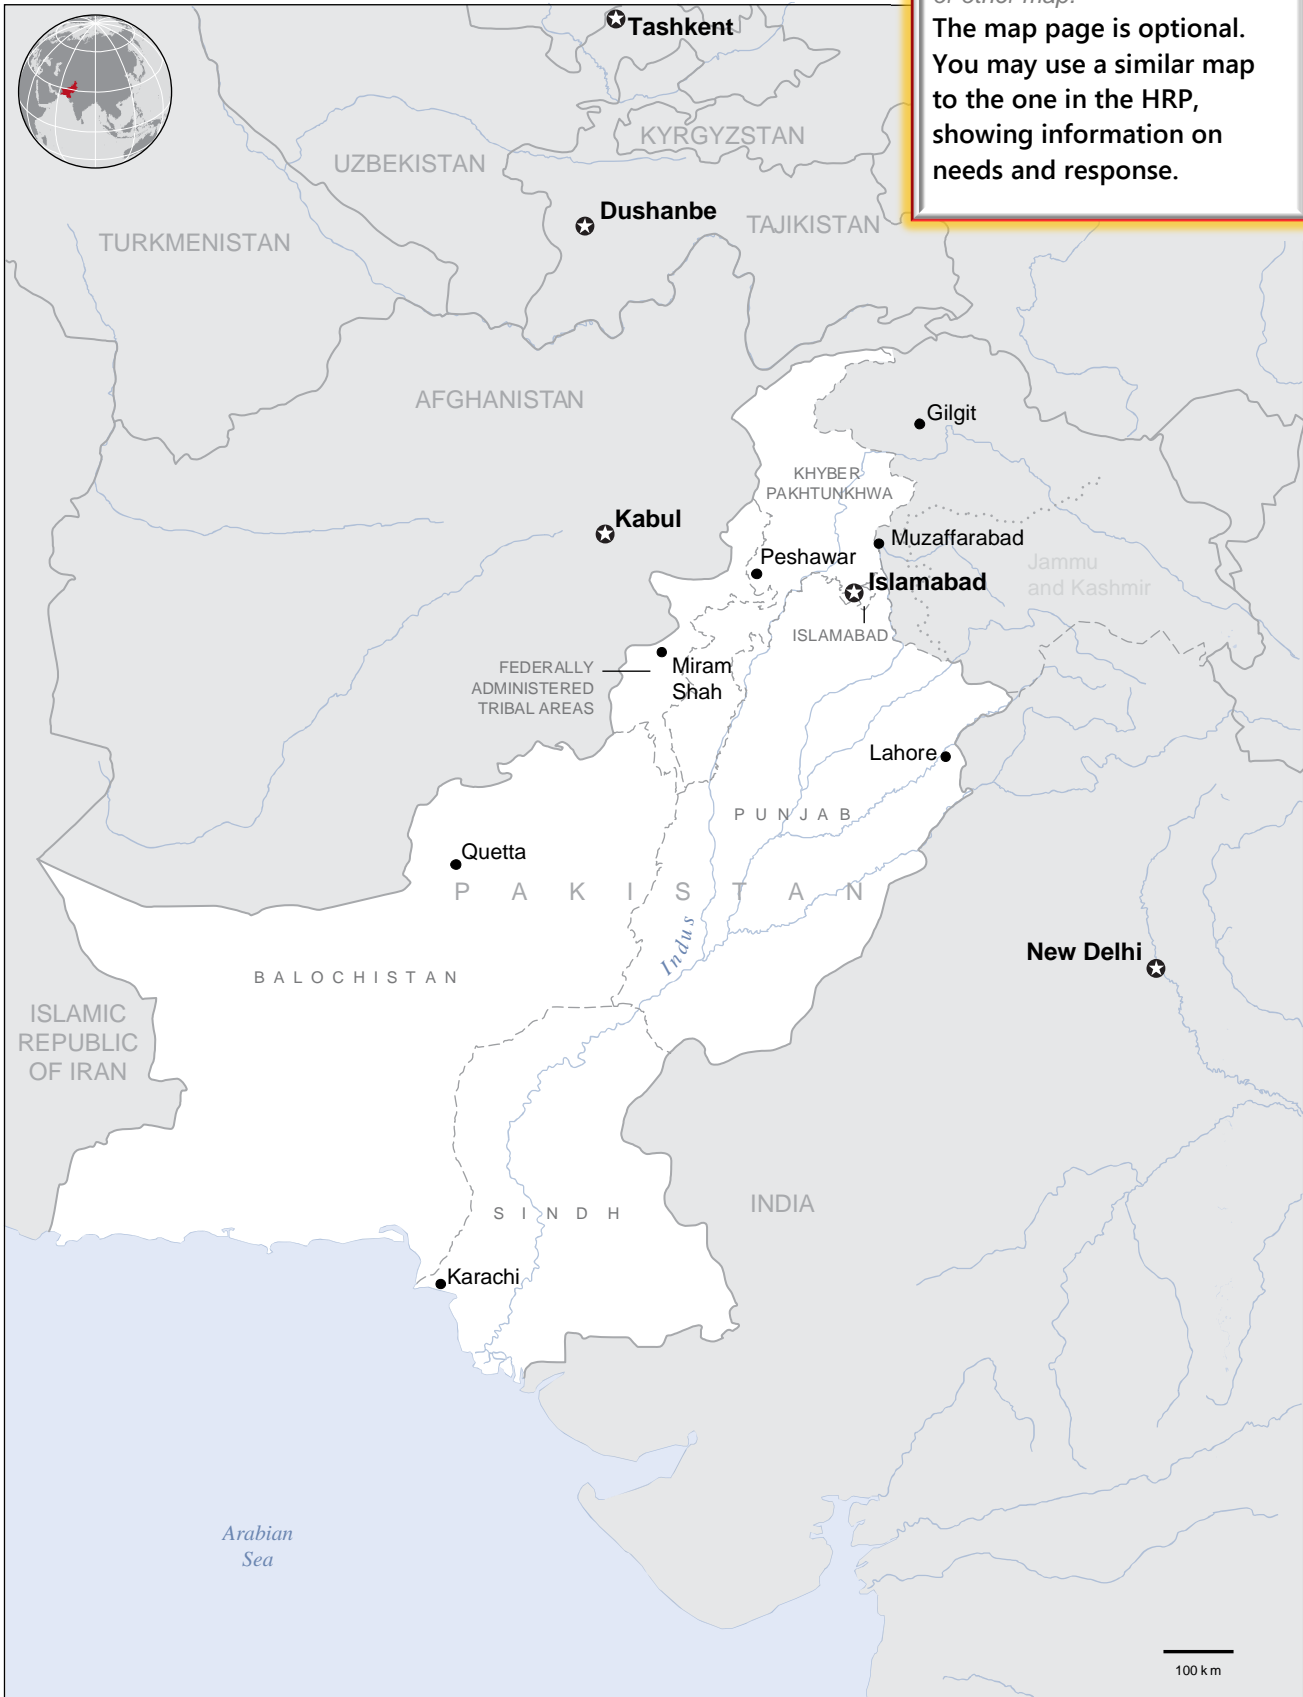 or other map.
The map page is optional.
You may use a similar map
to the one in the HRP,
showing information on
needs and response.
Tashkent
KYRGYZSTAN
UZBEKISTAN
Dushanbe
TAJIKISTAN
TURKMENISTAN
AFGHANISTAN
Gilgit
KHYBER
PAKHTUNKHWA
Kabul
Muzaffarabad
Peshawar
Jammu
and Kashmir
Islamabad
ISLAMABAD
FEDERALLY
ADMINISTERED
TRIBAL AREAS
Miram
Shah
Lahore
PUNJAB
Quetta
PAKISTAN
Indus
New Delhi
BALOCHISTAN
ISLAMIC
REPUBLIC
OF IRAN
INDIA
SINDH
Karachi
Arabian
Sea
100 km